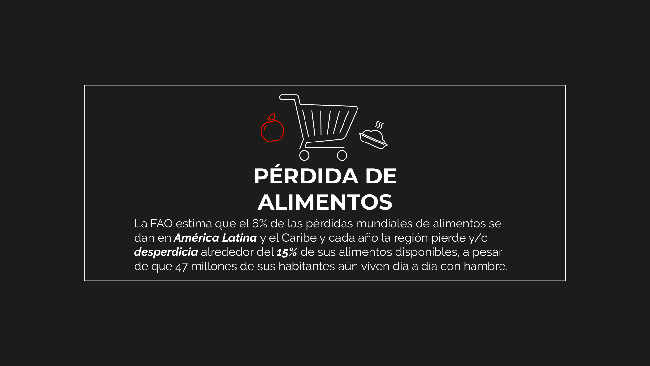 PÉRDIDA DE
ALIMENTOS
La FAO estima que el 6% de las pérdidas mundiales de alimentos se
dan en América Latina y el Caribe y cada año la región pierde y/o
desperdicia alrededor del 15% de sus alimentos disponibles, a pesar
de que 47 millones de sus habitantes aún viven día a día con hambre.